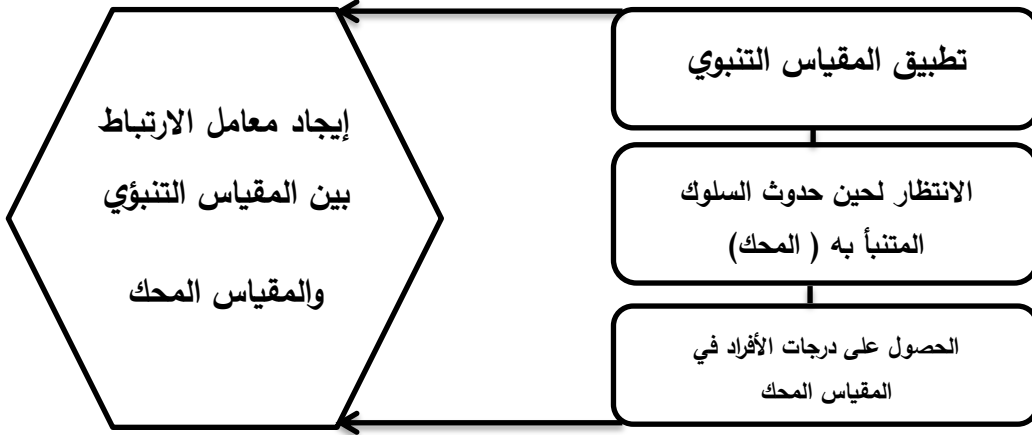 تطبيق المقياس التنبوي
الانتظار لحين حدوث السلوك
المتنبأ به ( المحك)
الحصول على درجات الأفراد في
المقياس المحك
إيجاد معامل الارتباط
بين المقياس التنبؤي
والمقياس المحك